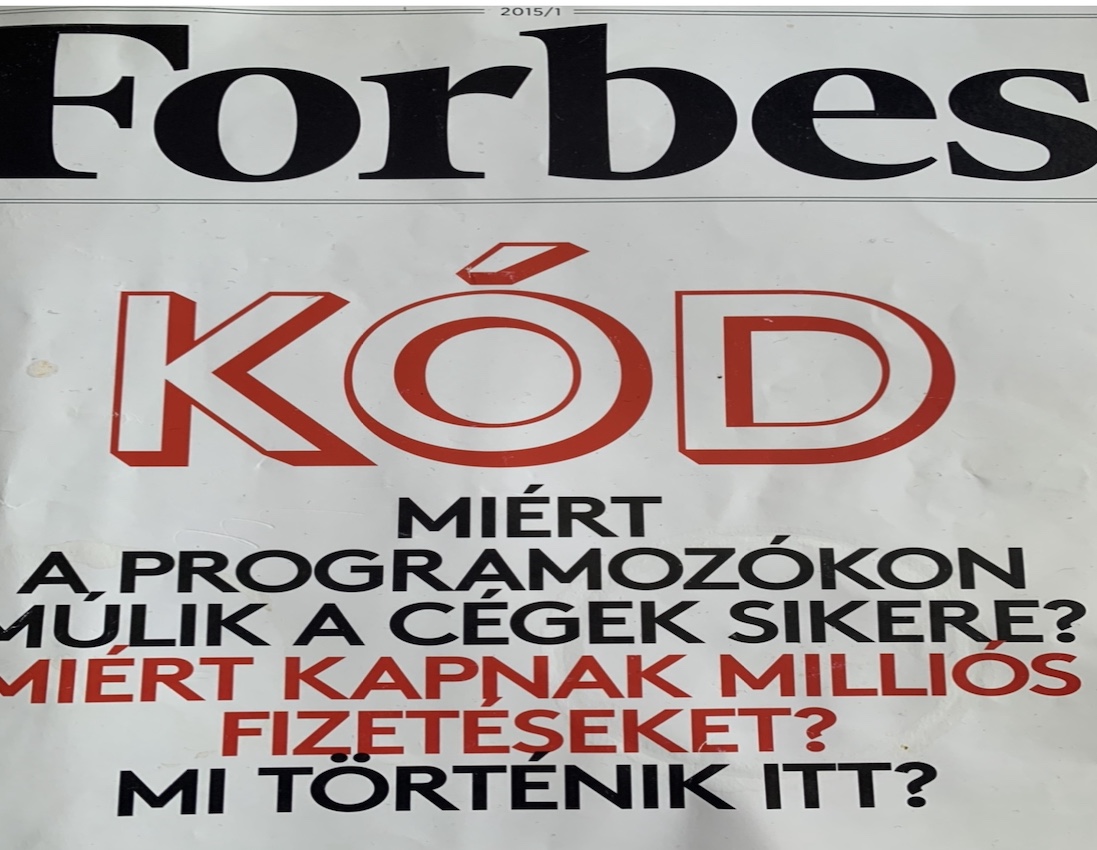 2015/1
Forbes
KÓD
MIÉRT
A PROGRAMOZÓKON
MÚLIK A CÉGEK SIKERE?
MIÉRT KAPNAK MILLIÓS
FIZETÉSEKET?
MI TÖRTÉNIK ITT?